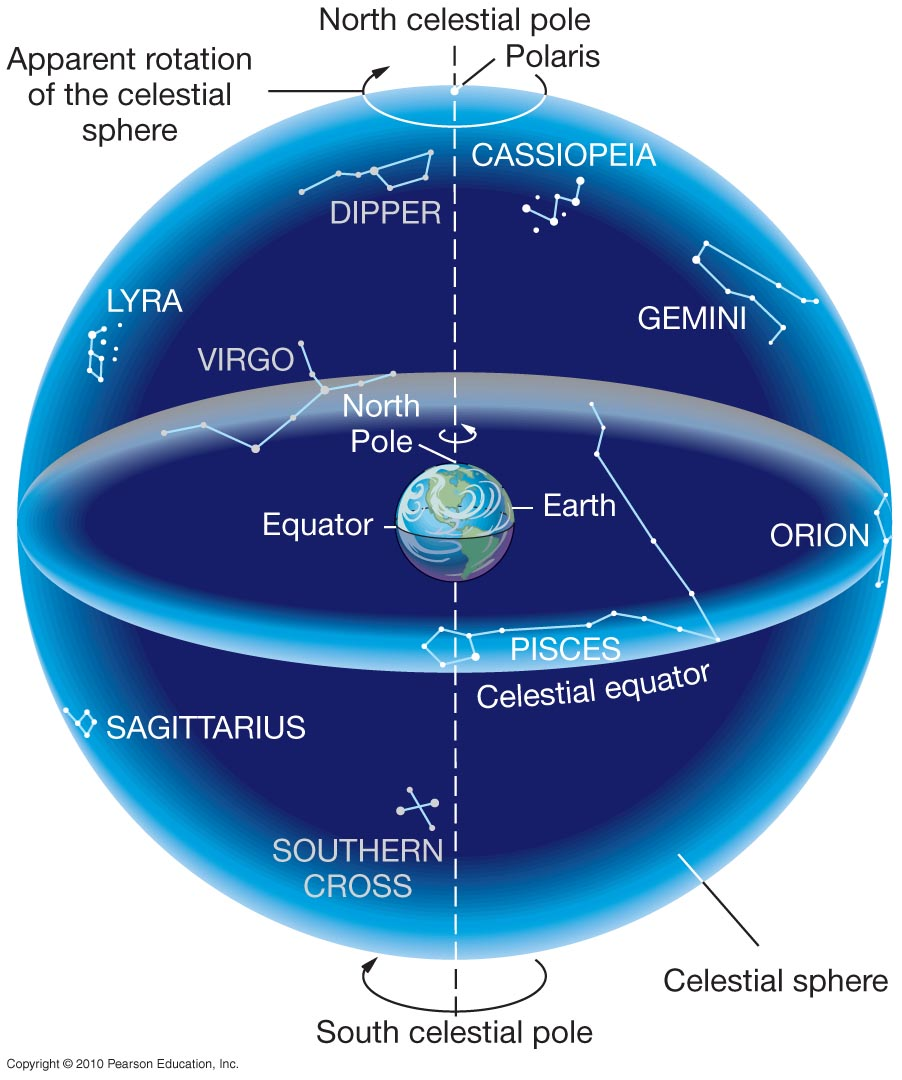 North celestial pole
Polaris
Apparent rotation
of the celestial
sphere
CASSIOPEIA
DIPPER
LYRA
GEMINI
VIRGO
North
Pole
Equator
Earth
ORION
PISCES
Celestial equator
SAGITTARIUS
SOUTHERN
CROSS
Celestial sphere
South celestial pole
Copyright © 2010 Pearson Education, Inc.